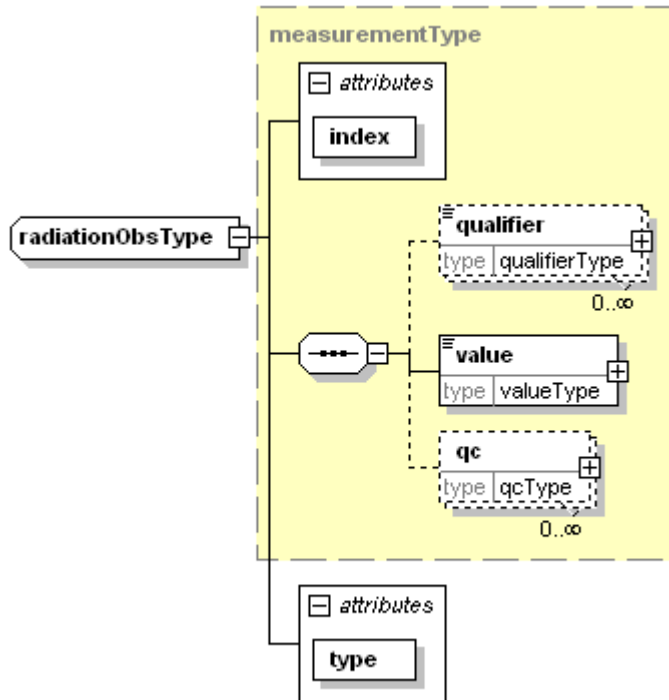 measurementType
attributes
index
radiationObsType
qualifier
type qualifierType
0..∞
value
type valueType
qc
type qcType
0..∞
attributes
type